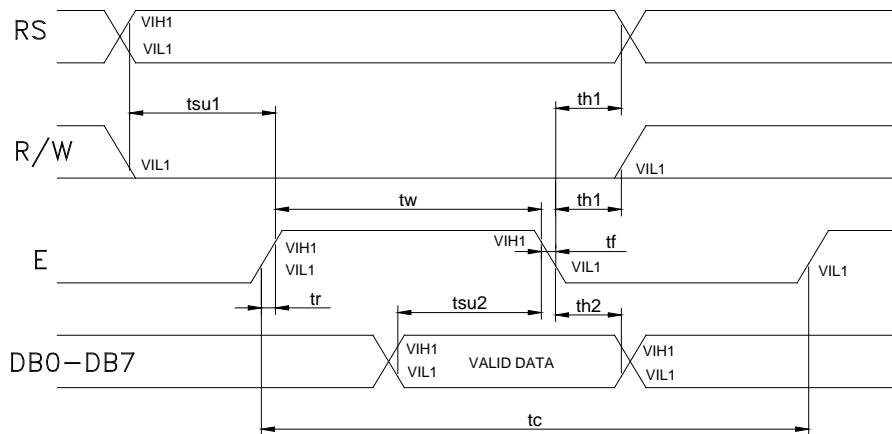 VIH1
RS
VIL1
tsu1
th1
R/W
VIL1
VIL1
tw
th1
VIH1
VIH1
tf
E
VIL1
VIL1
VIL1
tr
tsu2
th2
VIH1
VIH1
DB0-DB7
VALID DATA
VIL1
VIL1
tc